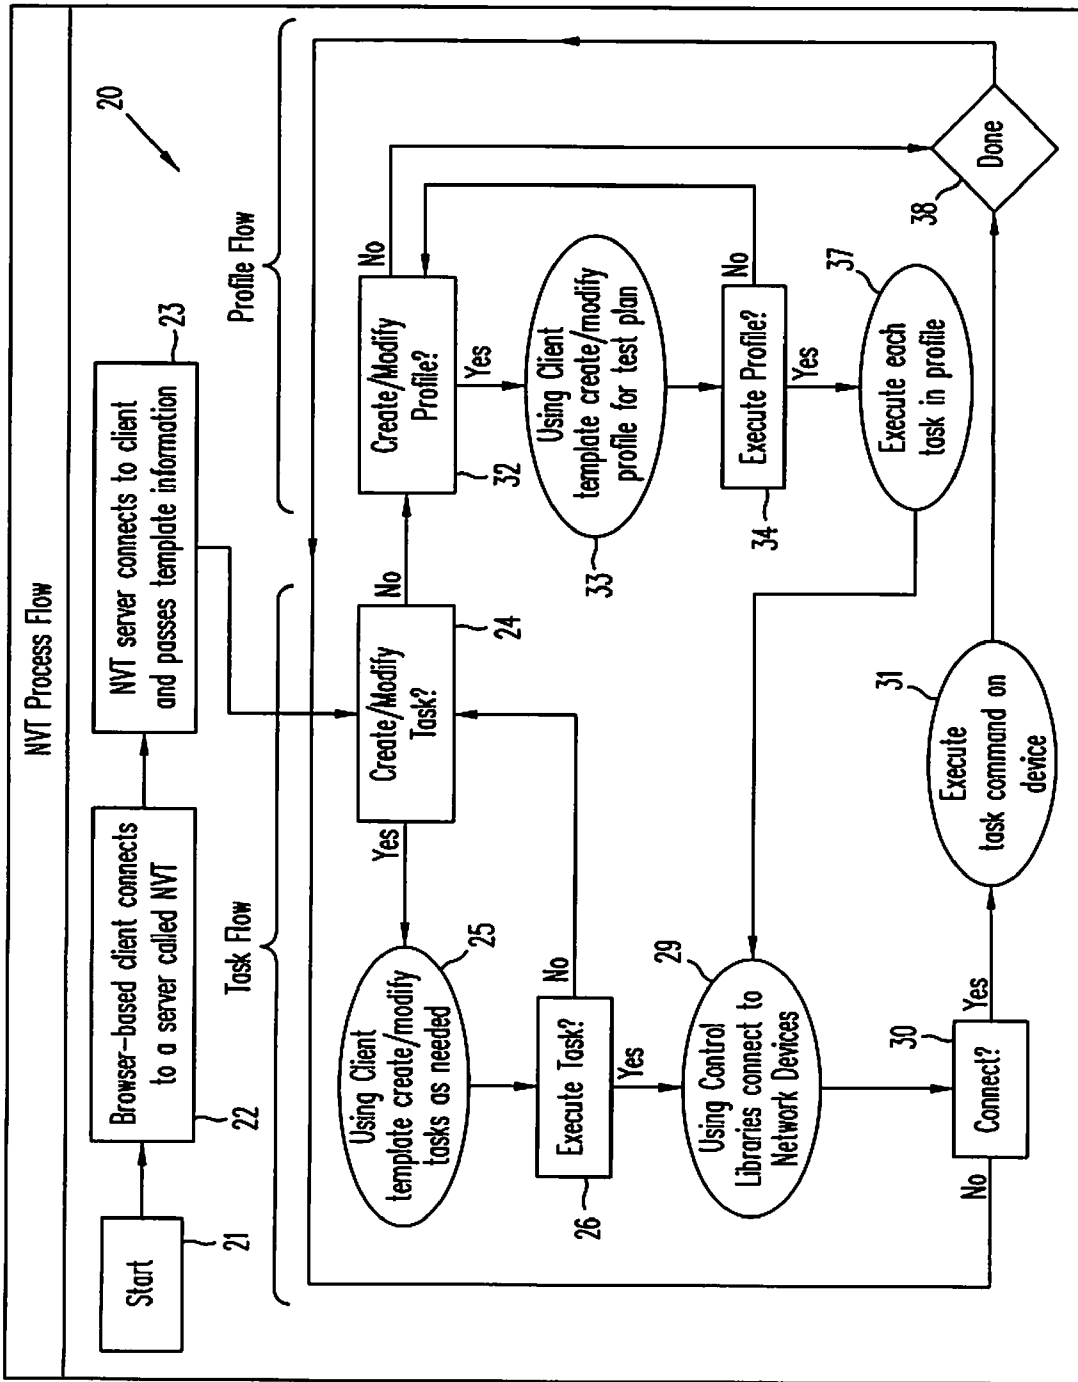 NVT Process Flow
20
Start
21
Browser-based client connects
to a server called NVT
22
NVT server connects to client
and passes template information
23
Task Flow
Profile Flow
Create/Modify
Task?
24
Yes
No
Using Client
template create/modify
tasks as needed
25
Execute Task?
26
No
Yes
Using Control
Libraries connect to
Network Devices
29
Connect?
30
No
Yes
Execute
task command on
device
31
Create/Modify
Profile?
32
No
Yes
Using Client
template create/modify
profile for test plan
33
Execute Profile?
34
No
Yes
Execute each
task in profile
37
Done
38